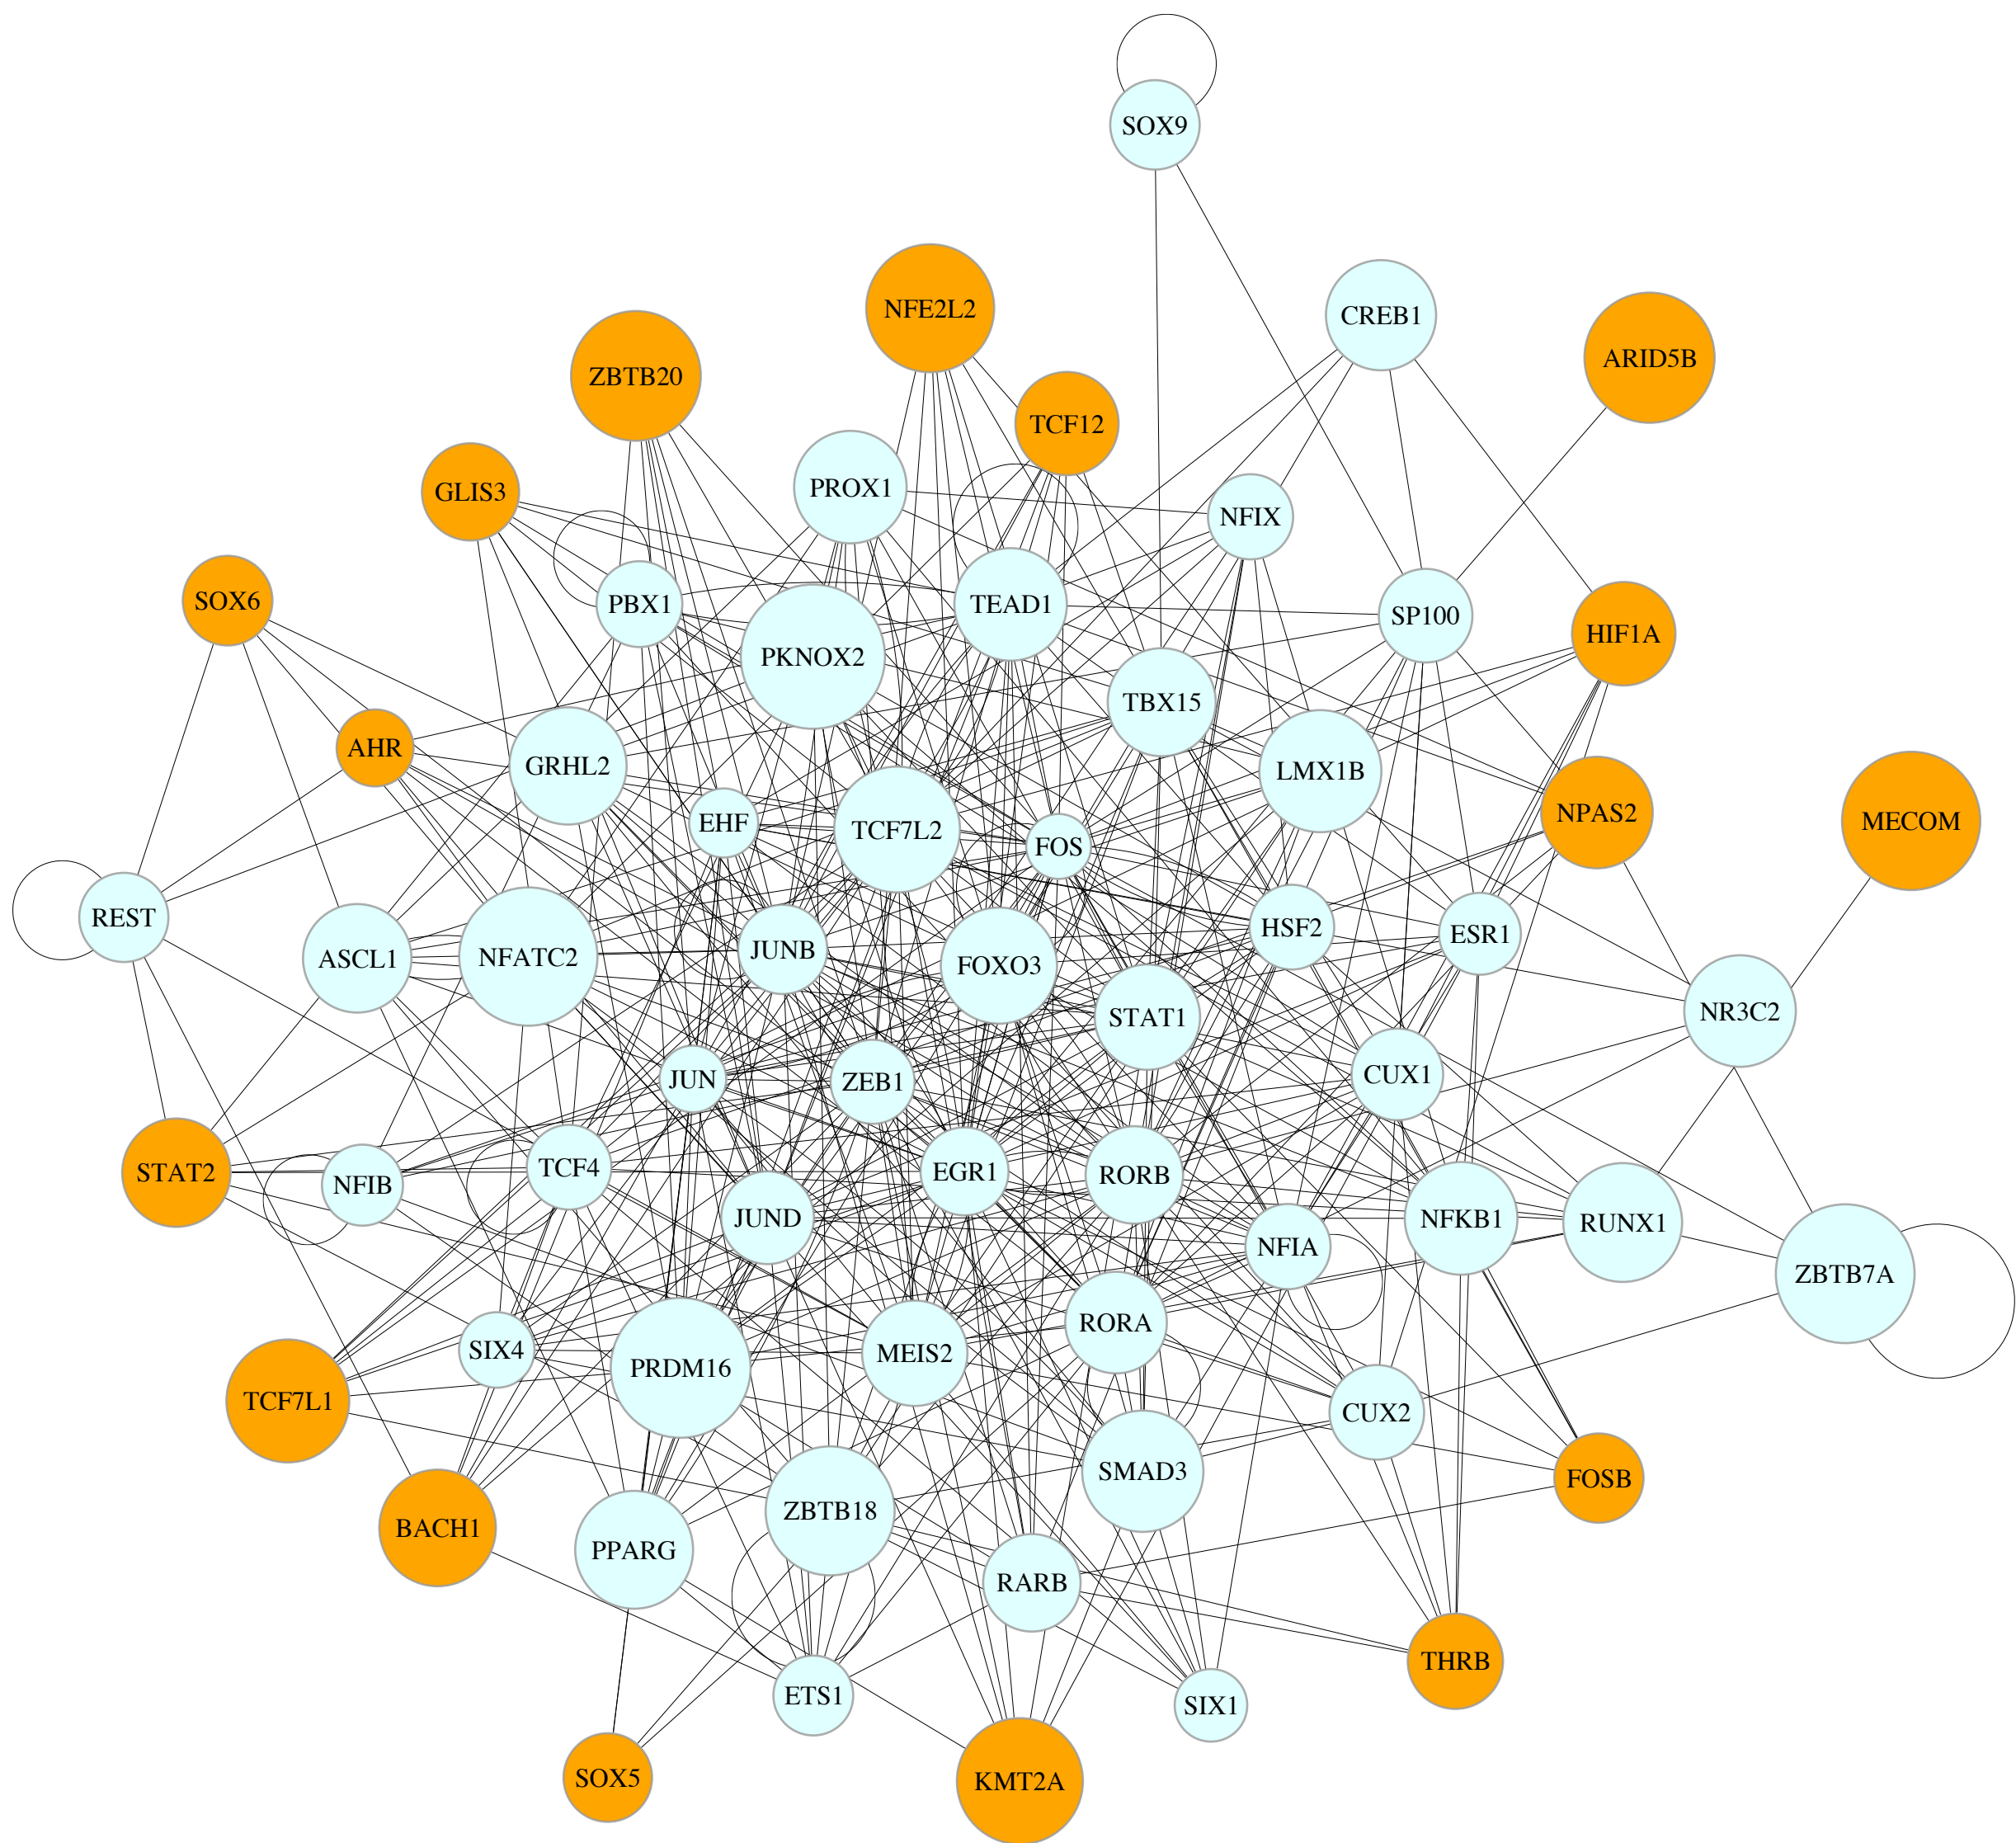 SOX9
NFE2L2
CREB1
ARID5B
ZBTB20
TCF12
GLIS3
PROX1
NFIX
SOX6
PBX1
TEAD1
SP100
HIF1A
PKNOX2
TBX15
AHR
GRHL2
LMX1B
NPAS2
MECOM
EHF
TCF7L2
FOS
REST
ASCL1
NFATC2
JUNB
FOXO3
HSF2
ESR1
STAT1
NR3C2
JUN
ZEB1
CUX1
STAT2
NFIB
TCF4
EGR1
RORB
JUND
NFIA
NFKB1
RUNX1
ZBTB7A
SIX4
PRDM16
MEIS2
RORA
TCF7L1
CUX2
SMAD3
FOSB
BACH1
PPARG
ZBTB18
RARB
THRB
ETS1
SIX1
SOX5
KMT2A